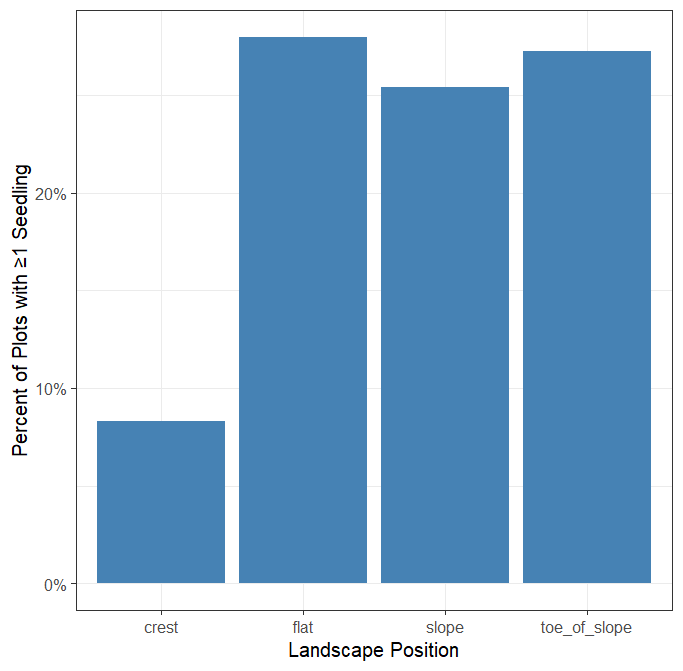 Percent of Plots with ≥1 Seedling
20%
10%
0%
crest flat slope toe_of_slope
Landscape Position